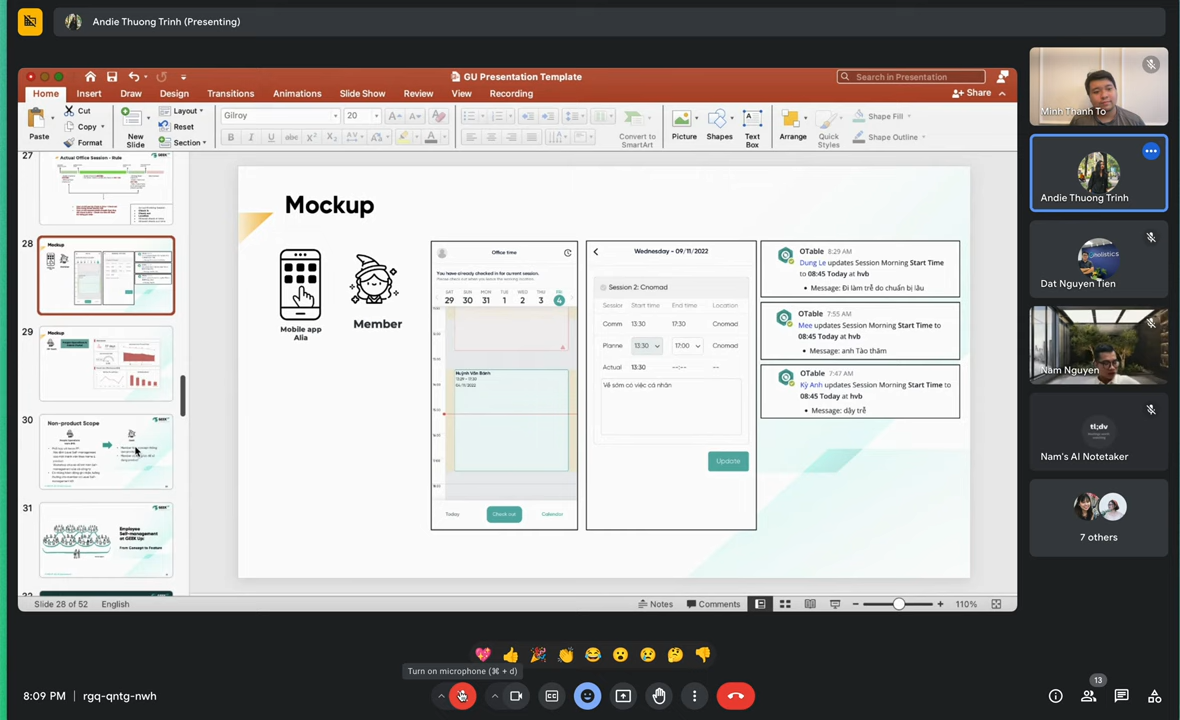 Andie Thuong Trinh (Presenting)
GU Presentation Template
Search in Presentation
Home Insert Draw Design Transitions Animations Slide Show Review View Recording
Share
Paste
Cut
Copy
Format
New Slide
Layout
Reset
Section
Gilroy 20
Convert to SmartArt
Picture
Shapes
Text Box
Arrange
Quick Styles
Shape Fill
Shape Outline
27
Actual Office Session - Rule
28
Mockup
29
Mockup
30
Non-product Scope
31
Employee
Self-management
at GEEK Up:
From Concept to Feature
Mockup
Mobile app
Alia
Member
Office time
You have already checked in for current session.
SAT SUN MON TUE WED THU FRI
29 30 31 1 2 3 4
Huỳnh Văn Bánh
Today
Check out
Calendar
Wednesday - 09/11/2022
Session 2: Cnomad
Session Start time End time Location
Comm 13:30 17:30 Cnomad
Planne 13:30 17:00 Cnomad
Actual 13:30 --:-- --
Về sớm có việc cá nhân
Update
OTable 8:29 AM
Dung Le updates Session Morning Start Time
to 08:45 Today at hvb
• Message: Đi làm trễ do chuẩn bị lâu
OTable 7:55 AM
Mee updates Session Morning Start Time to
08:45 Today at hvb
• Message: anh Tào thăm
OTable 7:47 AM
Kỳ Anh updates Session Morning Start Time to
08:45 Today at hvb
• Message: dậy trễ
Slide 28 of 52
English
Notes
Comments
110%
Minh Thanh To
Andie Thuong Trinh
Dat Nguyen Tien
Nam Nguyen
tl;dv
Nam's AI Notetaker
7 others
Turn on microphone (⌘ + d)
8:09 PM | rgq-qntg-nwh
13